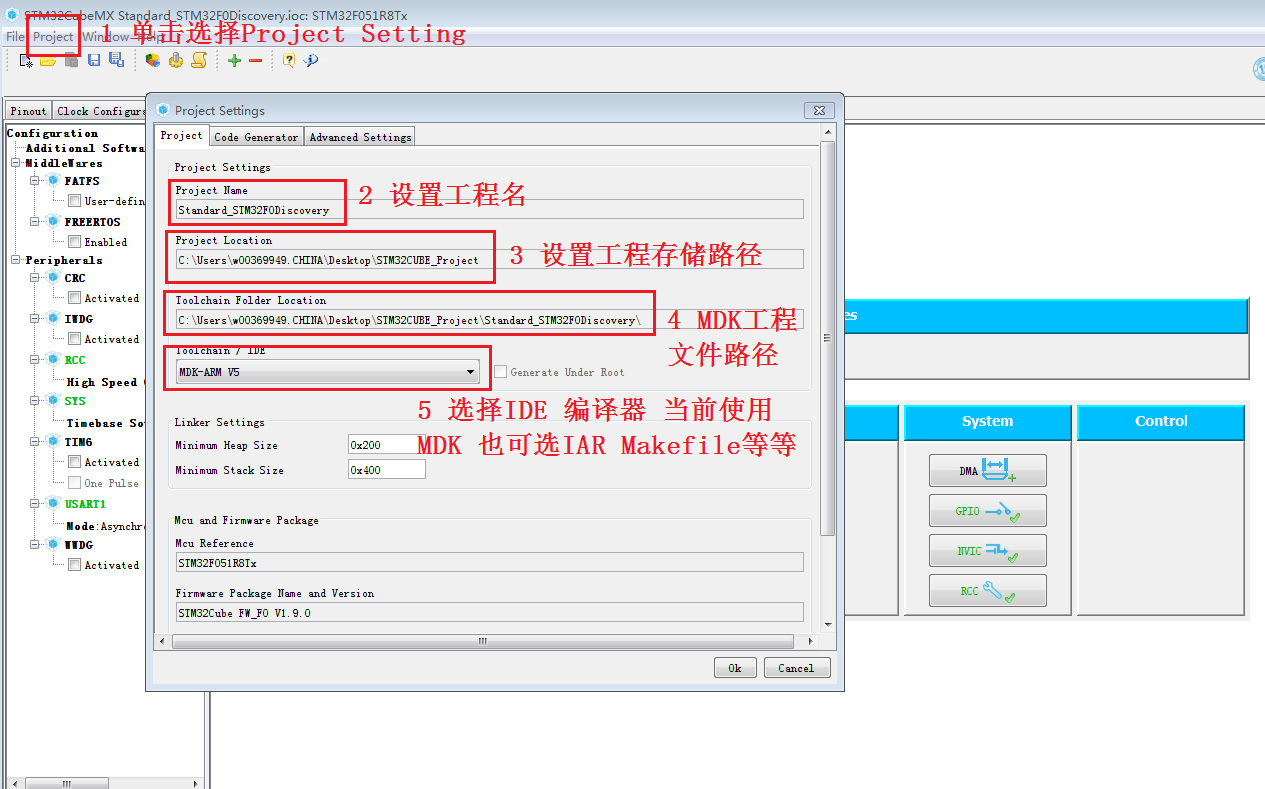 STM32CubeMX Standard_STM32F0Discovery.ioc: STM32F051R8Tx
File Project Window Help
1 单击选择Project Setting
Pinout Clock Configura
Configuration
Additional Softwa
MiddleWares
FATFS
User-defin
FREERTOS
Enabled
Peripherals
CRC
Activated
IWDG
Activated
RCC
High Speed
SYS
Timebase Sou
TIM6
Activated
One Pulse
USART1
Mode:Asynchro
WWDG
Activated
Project Settings
Project Code Generator Advanced Settings
Project Settings
Project Name
Standard_STM32F0Discovery
2 设置工程名
Project Location
C:\Users\w00369949.CHINA\Desktop\STM32CUBE_Project
3 设置工程存储路径
Toolchain Folder Location
C:\Users\w00369949.CHINA\Desktop\STM32CUBE_Project\Standard_STM32F0Discovery\
4 MDK工程
文件路径
Toolchain / IDE
MDK-ARM V5
Generate Under Root
5 选择IDE 编译器 当前使用
MDK 也可选IAR Makefile等等
Linker Settings
Minimum Heap Size 0x200
Minimum Stack Size 0x400
Mcu and Firmware Package
Mcu Reference
STM32F051R8Tx
Firmware Package Name and Version
STM32Cube FW_F0 V1.9.0
Ok Cancel
es
System
Control
DMA
GPIO
NVIC
RCC